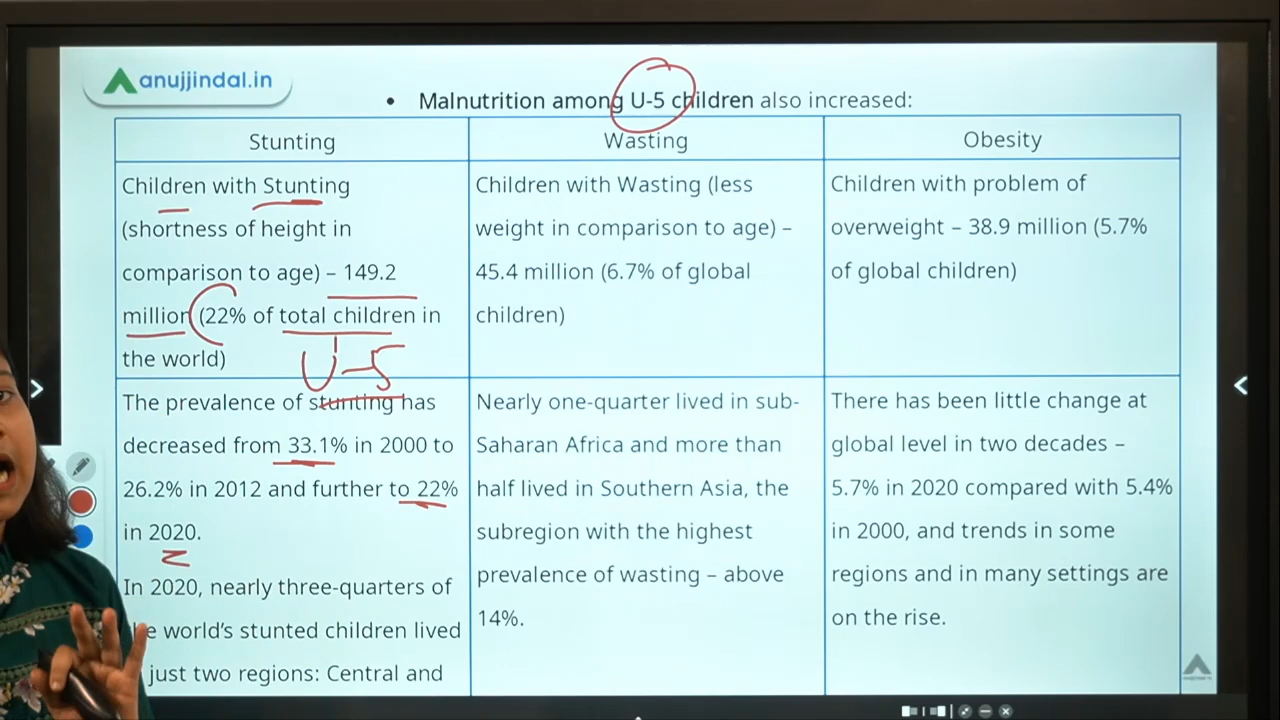 anujjindal.in
• Malnutrition among U-5 children also increased:
Stunting
Wasting
Obesity
Children with Stunting
(shortness of height in
comparison to age) – 149.2
million (22% of total children in
the world)
U-5
Children with Wasting (less
weight in comparison to age) –
45.4 million (6.7% of global
children)
Children with problem of
overweight – 38.9 million (5.7%
of global children)
The prevalence of stunting has
decreased from 33.1% in 2000 to
26.2% in 2012 and further to 22%
in 2020.
In 2020, nearly three-quarters of
world’s stunted children lived
just two regions: Central and
Nearly one-quarter lived in sub-
Saharan Africa and more than
half lived in Southern Asia, the
subregion with the highest
prevalence of wasting – above
14%.
There has been little change at
global level in two decades –
5.7% in 2020 compared with 5.4%
in 2000, and trends in some
regions and in many settings are
on the rise.